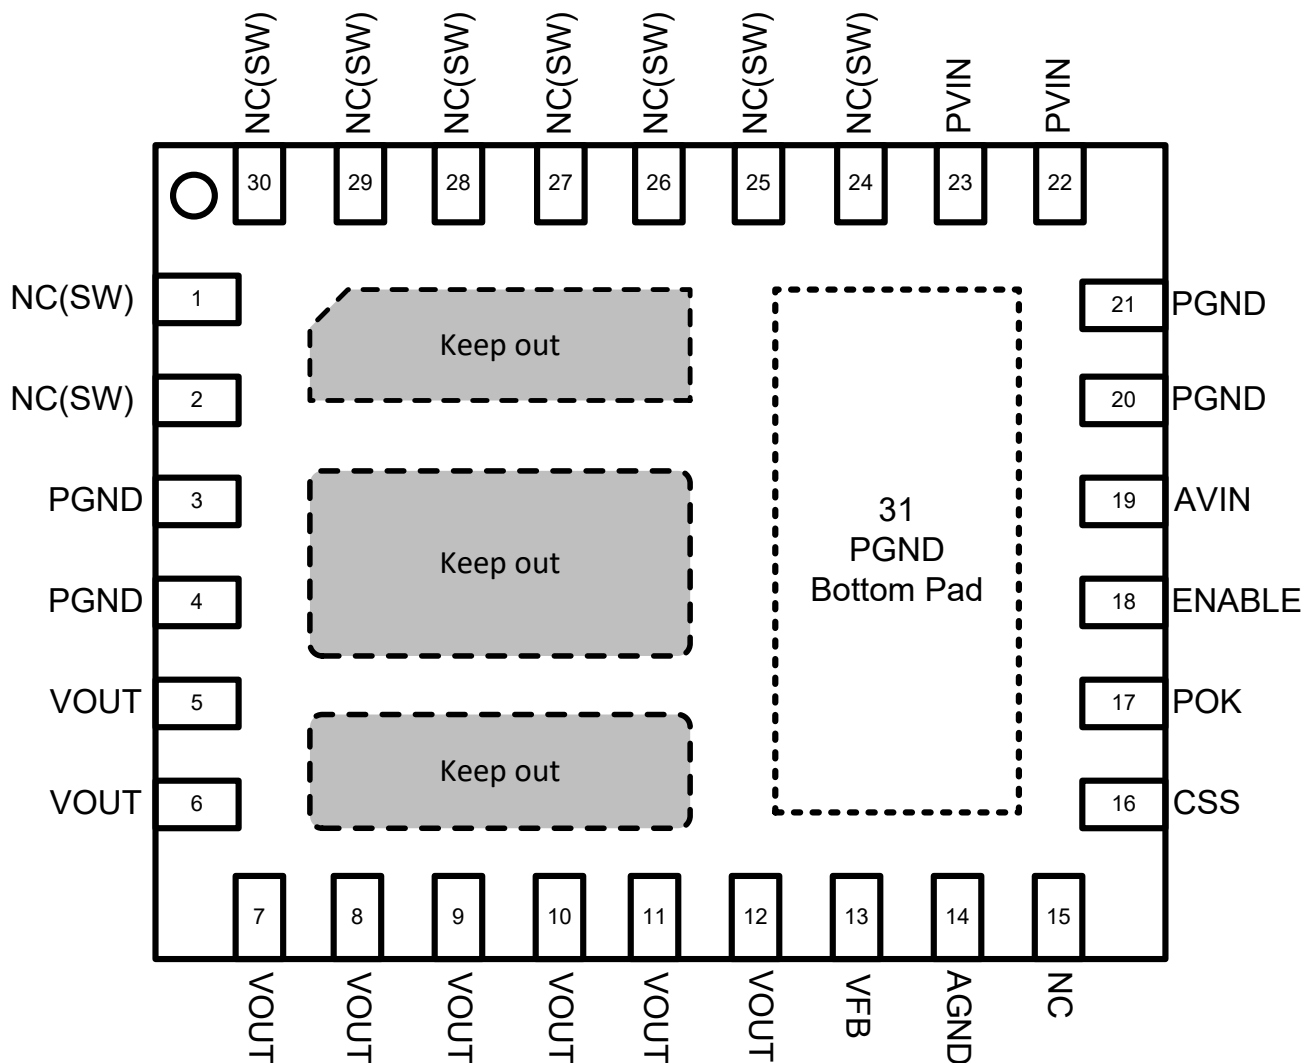 NC(SW)
NC(SW)
NC(SW)
NC(SW)
NC(SW)
NC(SW)
NC(SW)
PVIN
PVIN
30
29
28
27
26
25
24
23
22
NC(SW)
1
21
PGND
Keep out
NC(SW)
2
20
PGND
PGND
3
19
AVIN
31
PGND
Bottom Pad
Keep out
PGND
4
18
ENABLE
VOUT
5
17
POK
Keep out
VOUT
6
16
CSS
7
8
9
10
11
12
13
14
15
VOUT
VOUT
VOUT
VOUT
VOUT
VOUT
VFB
AGND
NC